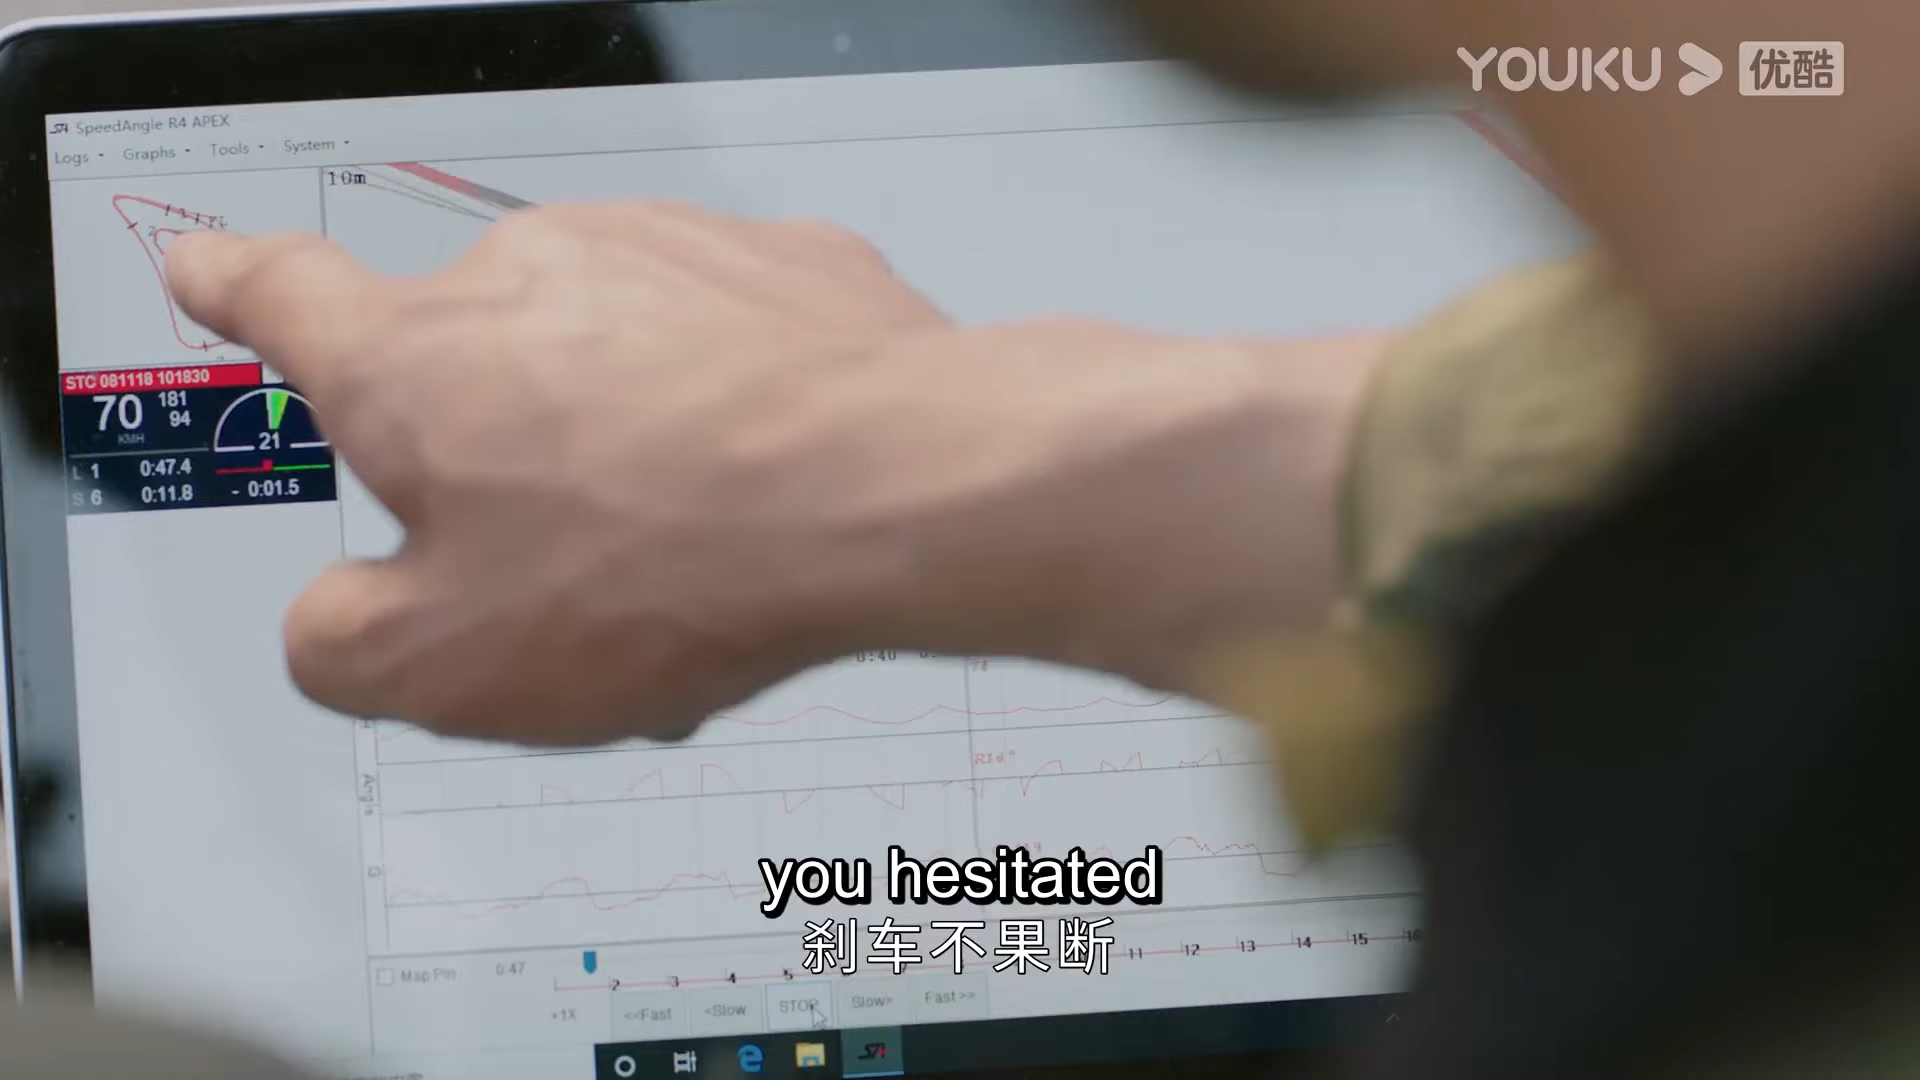 YOUKU 优酷
SpeedAngle R4 APEX
Logs Graphs Tools System
10m
2
STC 081118 101830
70 181
94
KMH
21
L 1 0:47.4
S 6 0:11.8 - 0:01.5
0:40
Angle
G
you hesitated
刹车不果断
Map Pin 0:47
2 3 4 5 11 12 13 14 15 16
+1X <<Fast <Slow STOP Slow> Fast >>